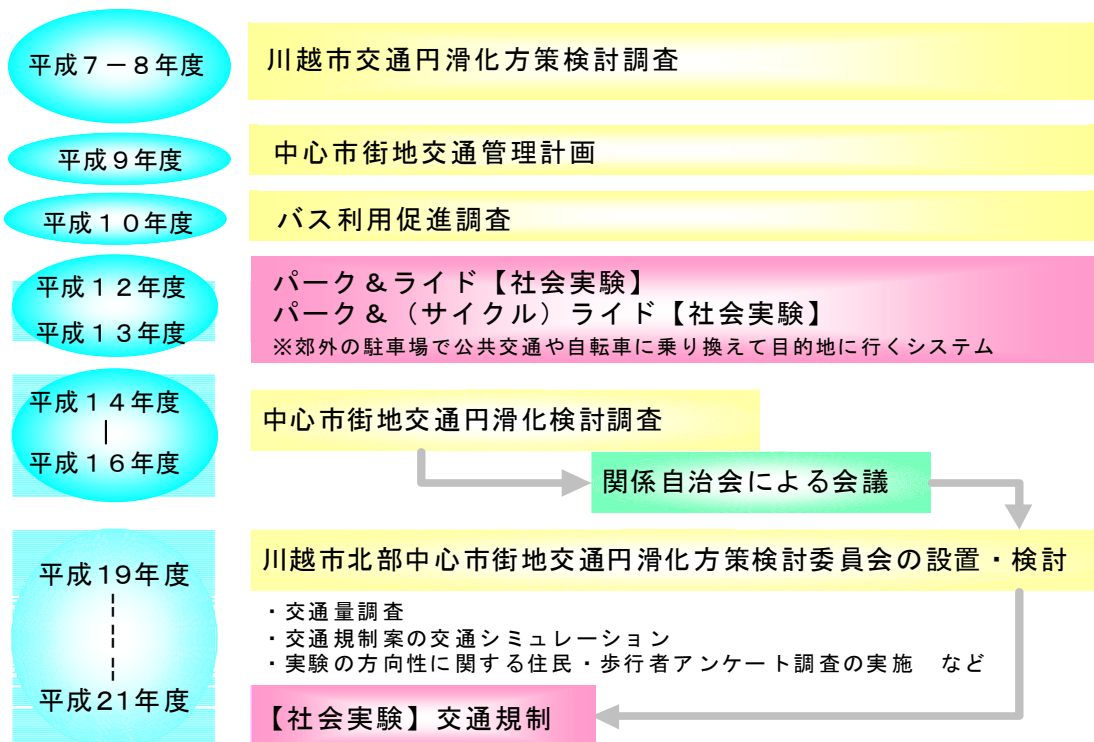 平成７－８年度
川越市交通円滑化方策検討調査
平成９年度
中心市街地交通管理計画
平成１０年度
バス利用促進調査
平成１２年度
平成１３年度
パーク＆ライド【社会実験】
パーク＆（サイクル）ライド【社会実験】
※郊外の駐車場で公共交通や自転車に乗り換えて目的地に行くシステム
平成１４年度
｜
平成１６年度
中心市街地交通円滑化検討調査
関係自治会による会議
平成19年度
平成21年度
川越市北部中心市街地交通円滑化方策検討委員会の設置・検討
・交通量調査
・交通規制案の交通シミュレーション
・実験の方向性に関する住民・歩行者アンケート調査の実施　など
【社会実験】交通規制